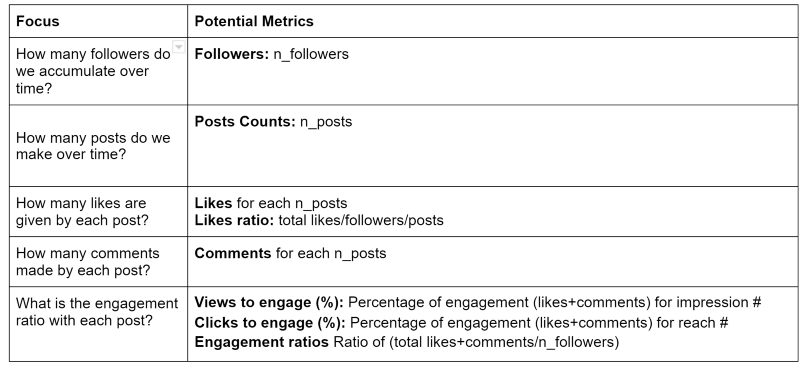 Focus
Potential Metrics
How many followers do
we accumulate over
time?
Followers: n_followers
How many posts do we
make over time?
Posts Counts: n_posts
How many likes are
given by each post?
Likes for each n_posts
Likes ratio: total likes/followers/posts
How many comments
made by each post?
Comments for each n_posts
What is the engagement
ratio with each post?
Views to engage (%): Percentage of engagement (likes+comments) for impression #
Clicks to engage (%): Percentage of engagement (likes+comments) for reach #
Engagement ratios Ratio of (total likes+comments/n_followers)